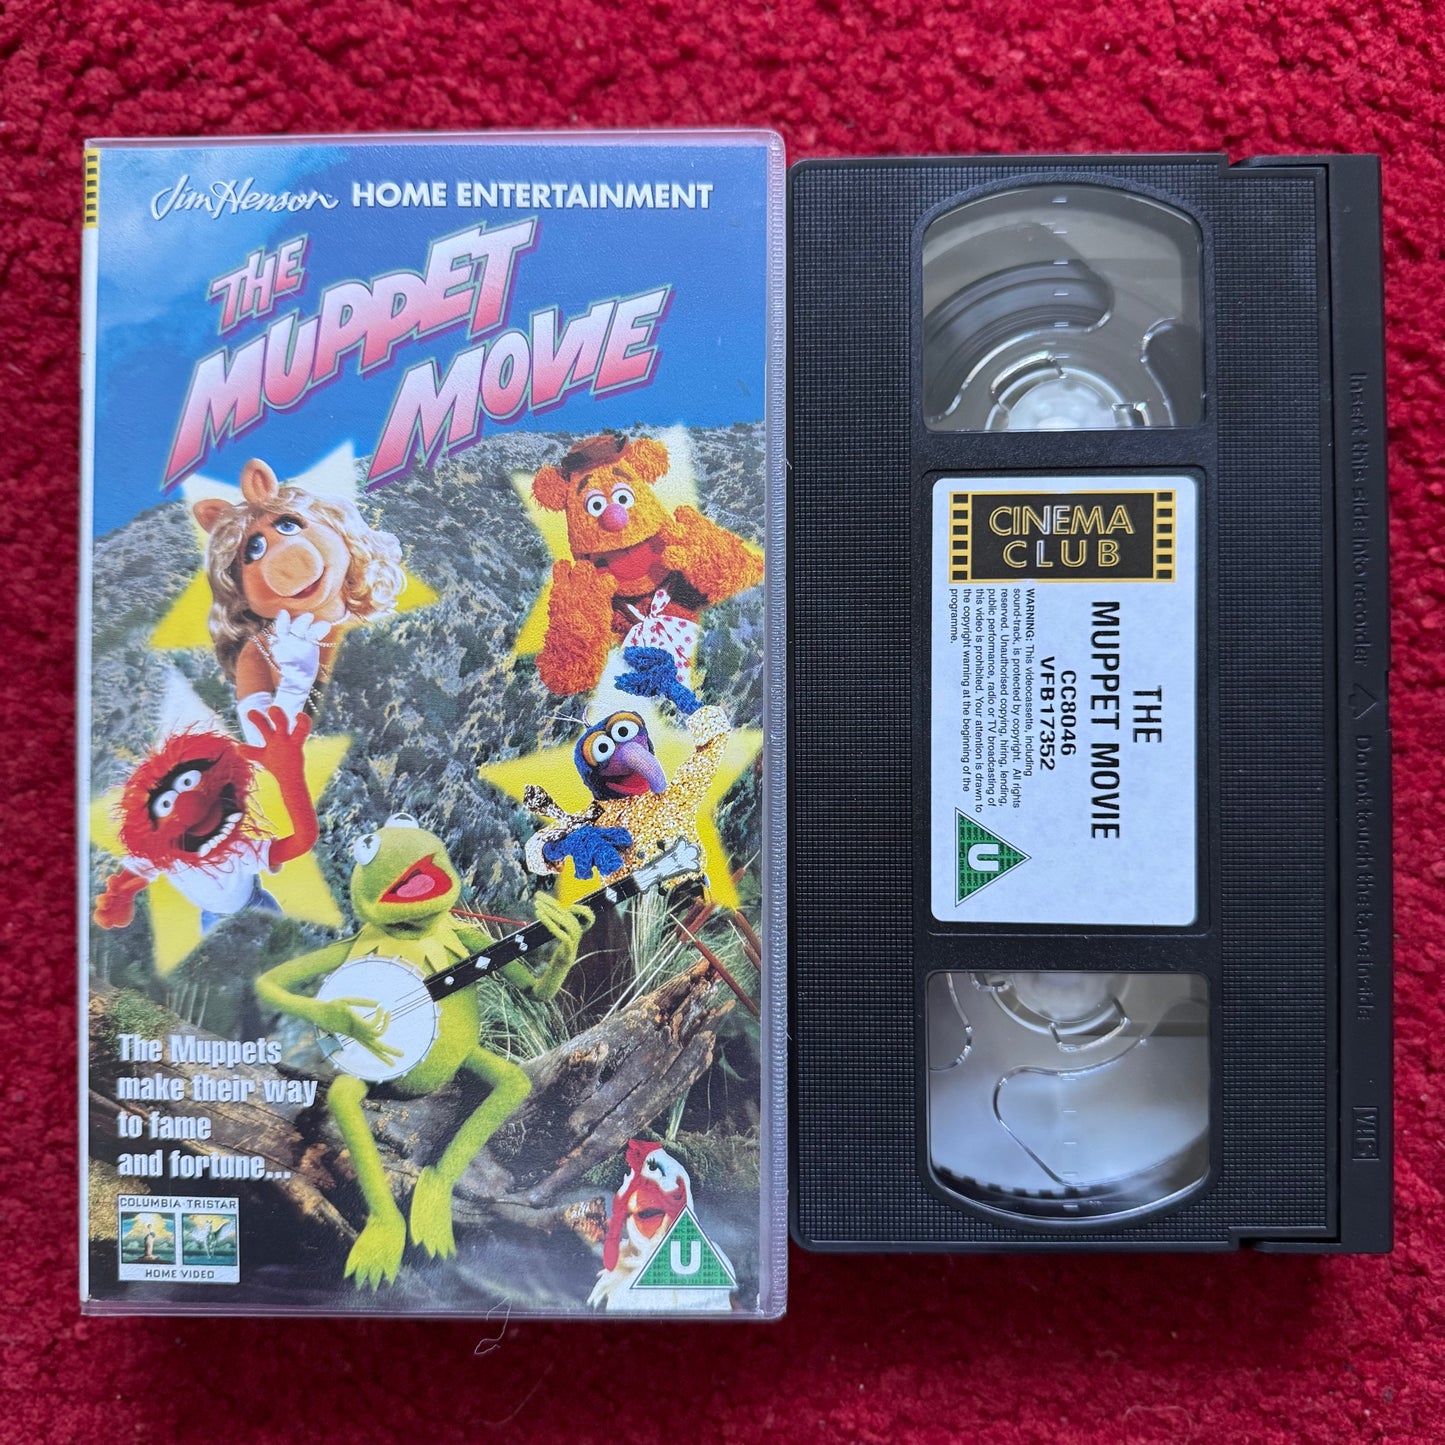 Jim Henson HOME ENTERTAINMENT
THE
MUPPET
MOVIE
The Muppets
make their way
to fame
and fortune...
COLUMBIA TRISTAR
HOME VIDEO
U
CINEMA
CLUB
THE
MUPPET MOVIE
CC8046
VFB17352
WARNING: This videocassette, including
sound-track, is protected by copyright. All rights
reserved. Unauthorised copying, hiring, lending,
public performance, radio or TV broadcasting of
this video is prohibited. Your attention is drawn to
the copyright warning at the beginning of the
programme.
U
Insert this side into recorder △ Do not touch the tape inside
VHS